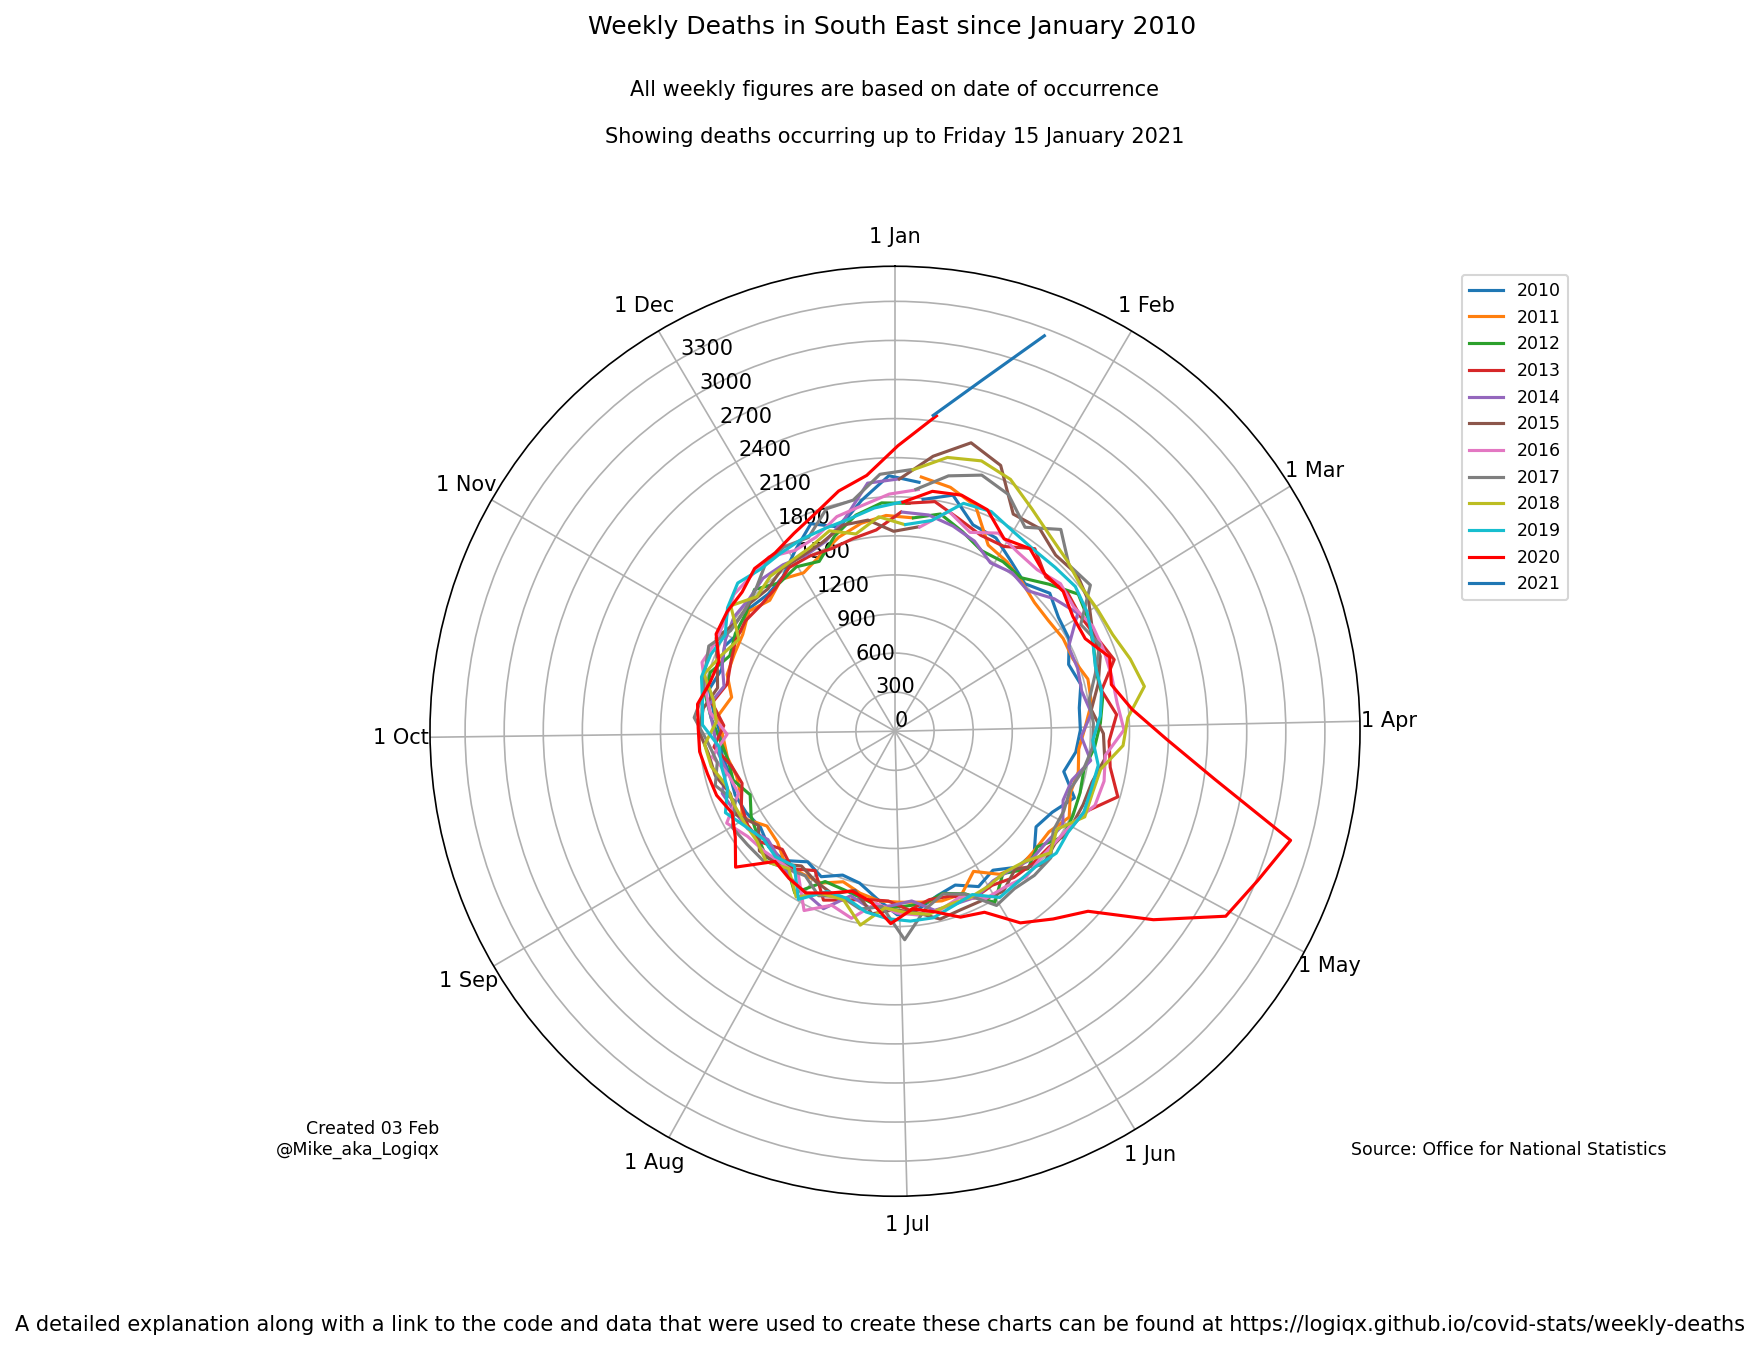 Weekly Deaths in South East since January 2010
All weekly figures are based on date of occurrence
Showing deaths occurring up to Friday 15 January 2021
1 Jan
1 Dec
1 Feb
3300
3000
2700
2400
2100
1800
1500
1200
900
600
300
0
1 Nov
1 Mar
1 Oct
1 Apr
1 Sep
1 May
1 Aug
1 Jun
1 Jul
2010
2011
2012
2013
2014
2015
2016
2017
2018
2019
2020
2021
Created 03 Feb
@Mike_aka_Logiqx
Source: Office for National Statistics
A detailed explanation along with a link to the code and data that were used to create these charts can be found at https://logiqx.github.io/covid-stats/weekly-deaths